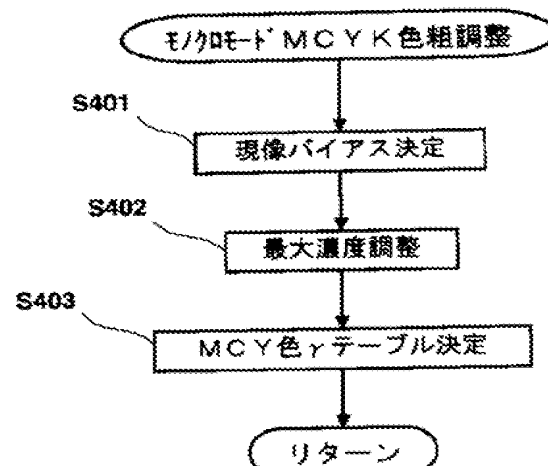 ﾓﾉｸﾛﾓｰﾄﾞＭＣＹＫ色粗調整
S401
現像バイアス決定
S402
最大濃度調整
S403
ＭＣＹ色γテーブル決定
リターン